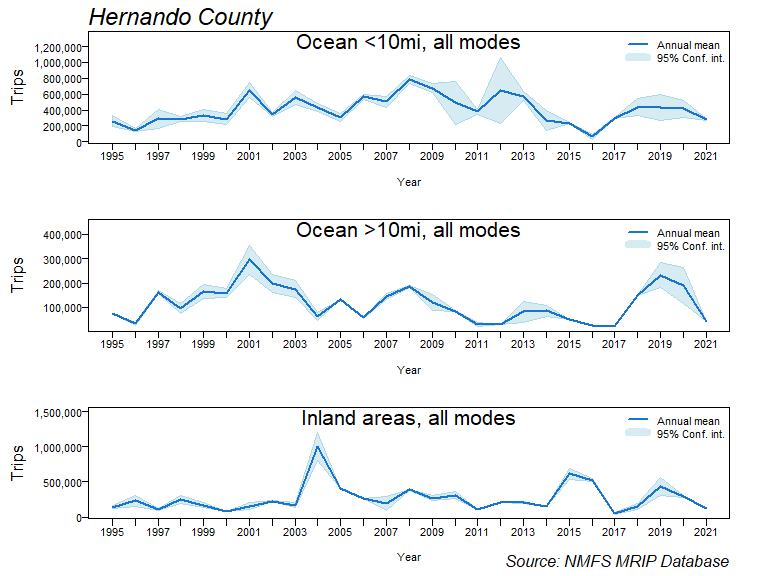 Hernando County
Ocean <10mi, all modes
Annual mean
95% Conf. int.
Trips
1,200,000
1,000,000
800,000
600,000
400,000
200,000
0
1995 1997 1999 2001 2003 2005 2007 2009 2011 2013 2015 2017 2019 2021
Year
Ocean >10mi, all modes
Annual mean
95% Conf. int.
Trips
400,000
300,000
200,000
100,000
1995 1997 1999 2001 2003 2005 2007 2009 2011 2013 2015 2017 2019 2021
Year
Inland areas, all modes
Annual mean
95% Conf. int.
Trips
1,500,000
1,000,000
500,000
0
1995 1997 1999 2001 2003 2005 2007 2009 2011 2013 2015 2017 2019 2021
Year
Source: NMFS MRIP Database